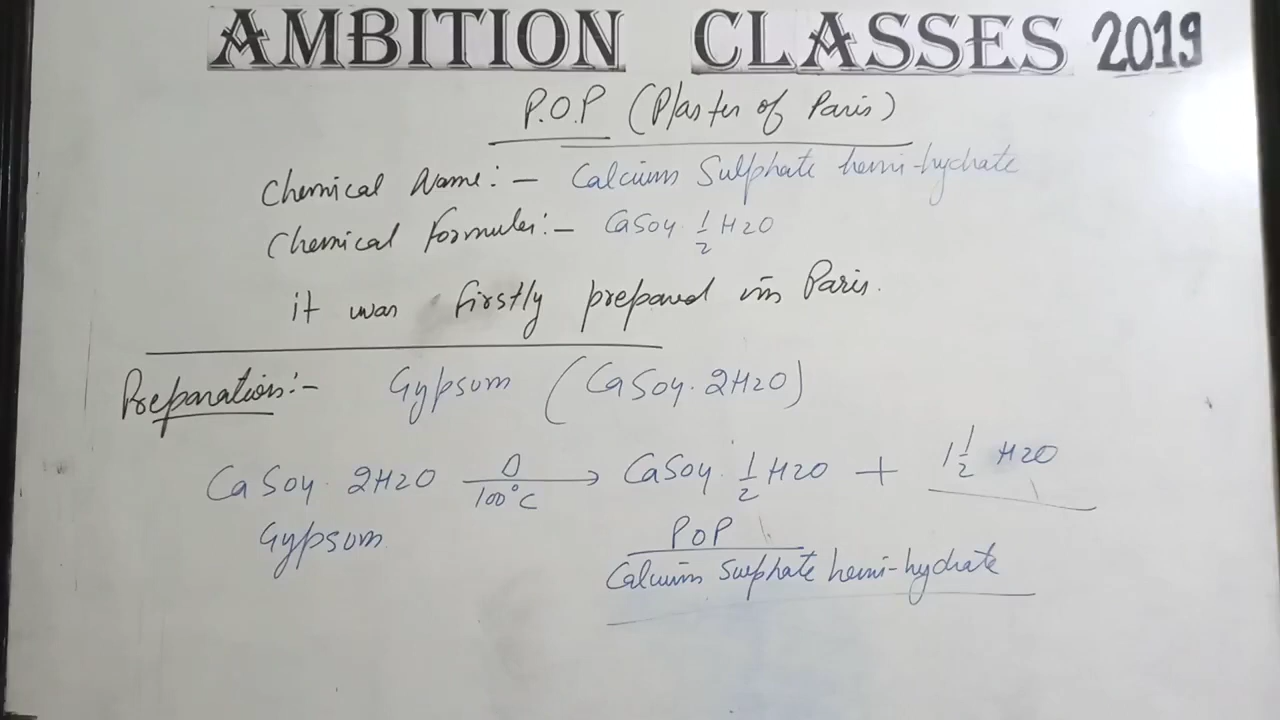 AMBITION CLASSES 2019
P.O.P (Plaster of Paris)
Chemical Name:- Calcium Sulphate hemi-hydrate
Chemical Formula:- CaSO4 . 1/2 H2O
it was firstly prepared in Paris.
Preparation:- Gypsum (CaSO4 . 2H2O)
CaSO4 . 2H2O Δ 100°C → CaSO4 . 1/2 H2O + 1 1/2 H2O
Gypsum POP
Calcium Sulphate hemi-hydrate